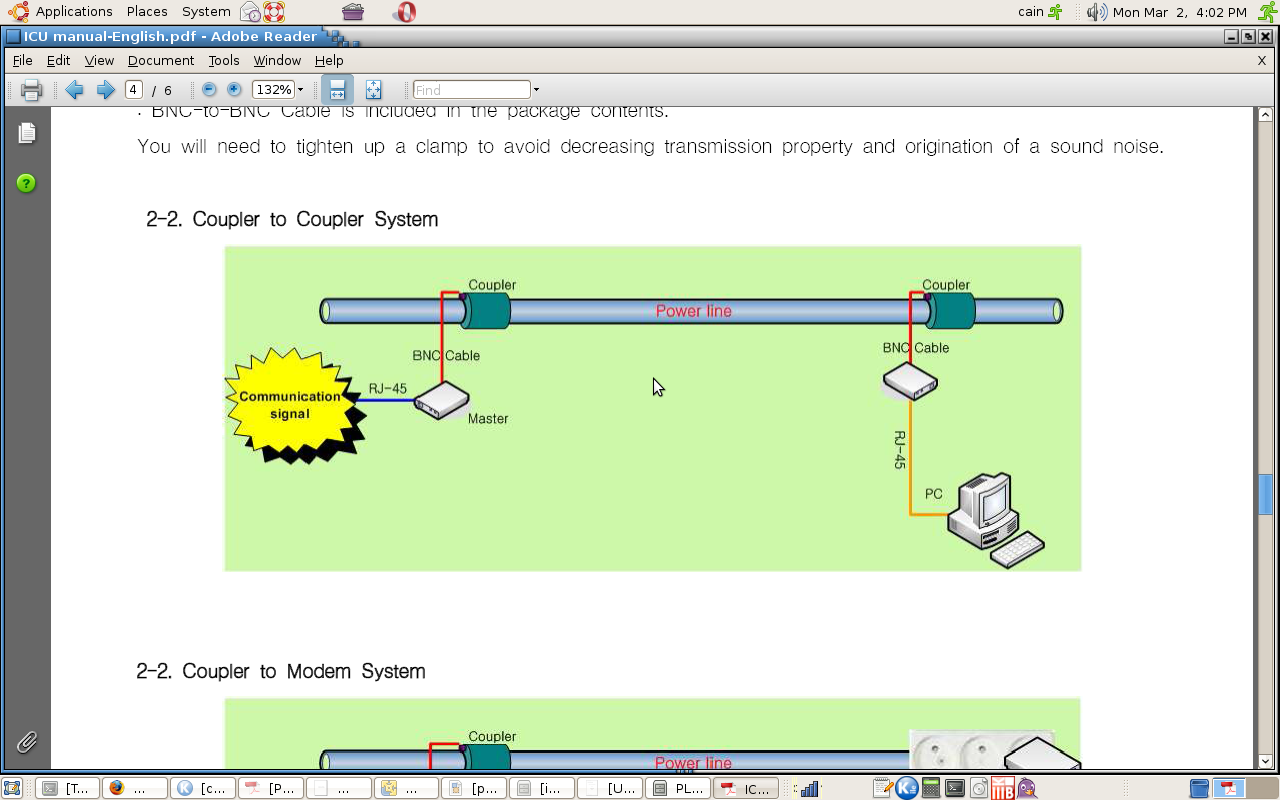 Applications Places System
cain
Mon Mar 2, 4:02 PM
ICU manual-English.pdf - Adobe Reader
File Edit View Document Tools Window Help
X
4 / 6
132%
Find
: BNC-to-BNC Cable is included in the package contents.
You will need to tighten up a clamp to avoid decreasing transmission property and origination of a sound noise.
2-2. Coupler to Coupler System
Coupler
Coupler
Power line
BNC Cable
BNC Cable
Communication
signal
RJ-45
Master
RJ-45
PC
2-2. Coupler to Modem System
Coupler
Power line
[T... ... [c... [P... ... ... [p... [i... [U... PL... IC...